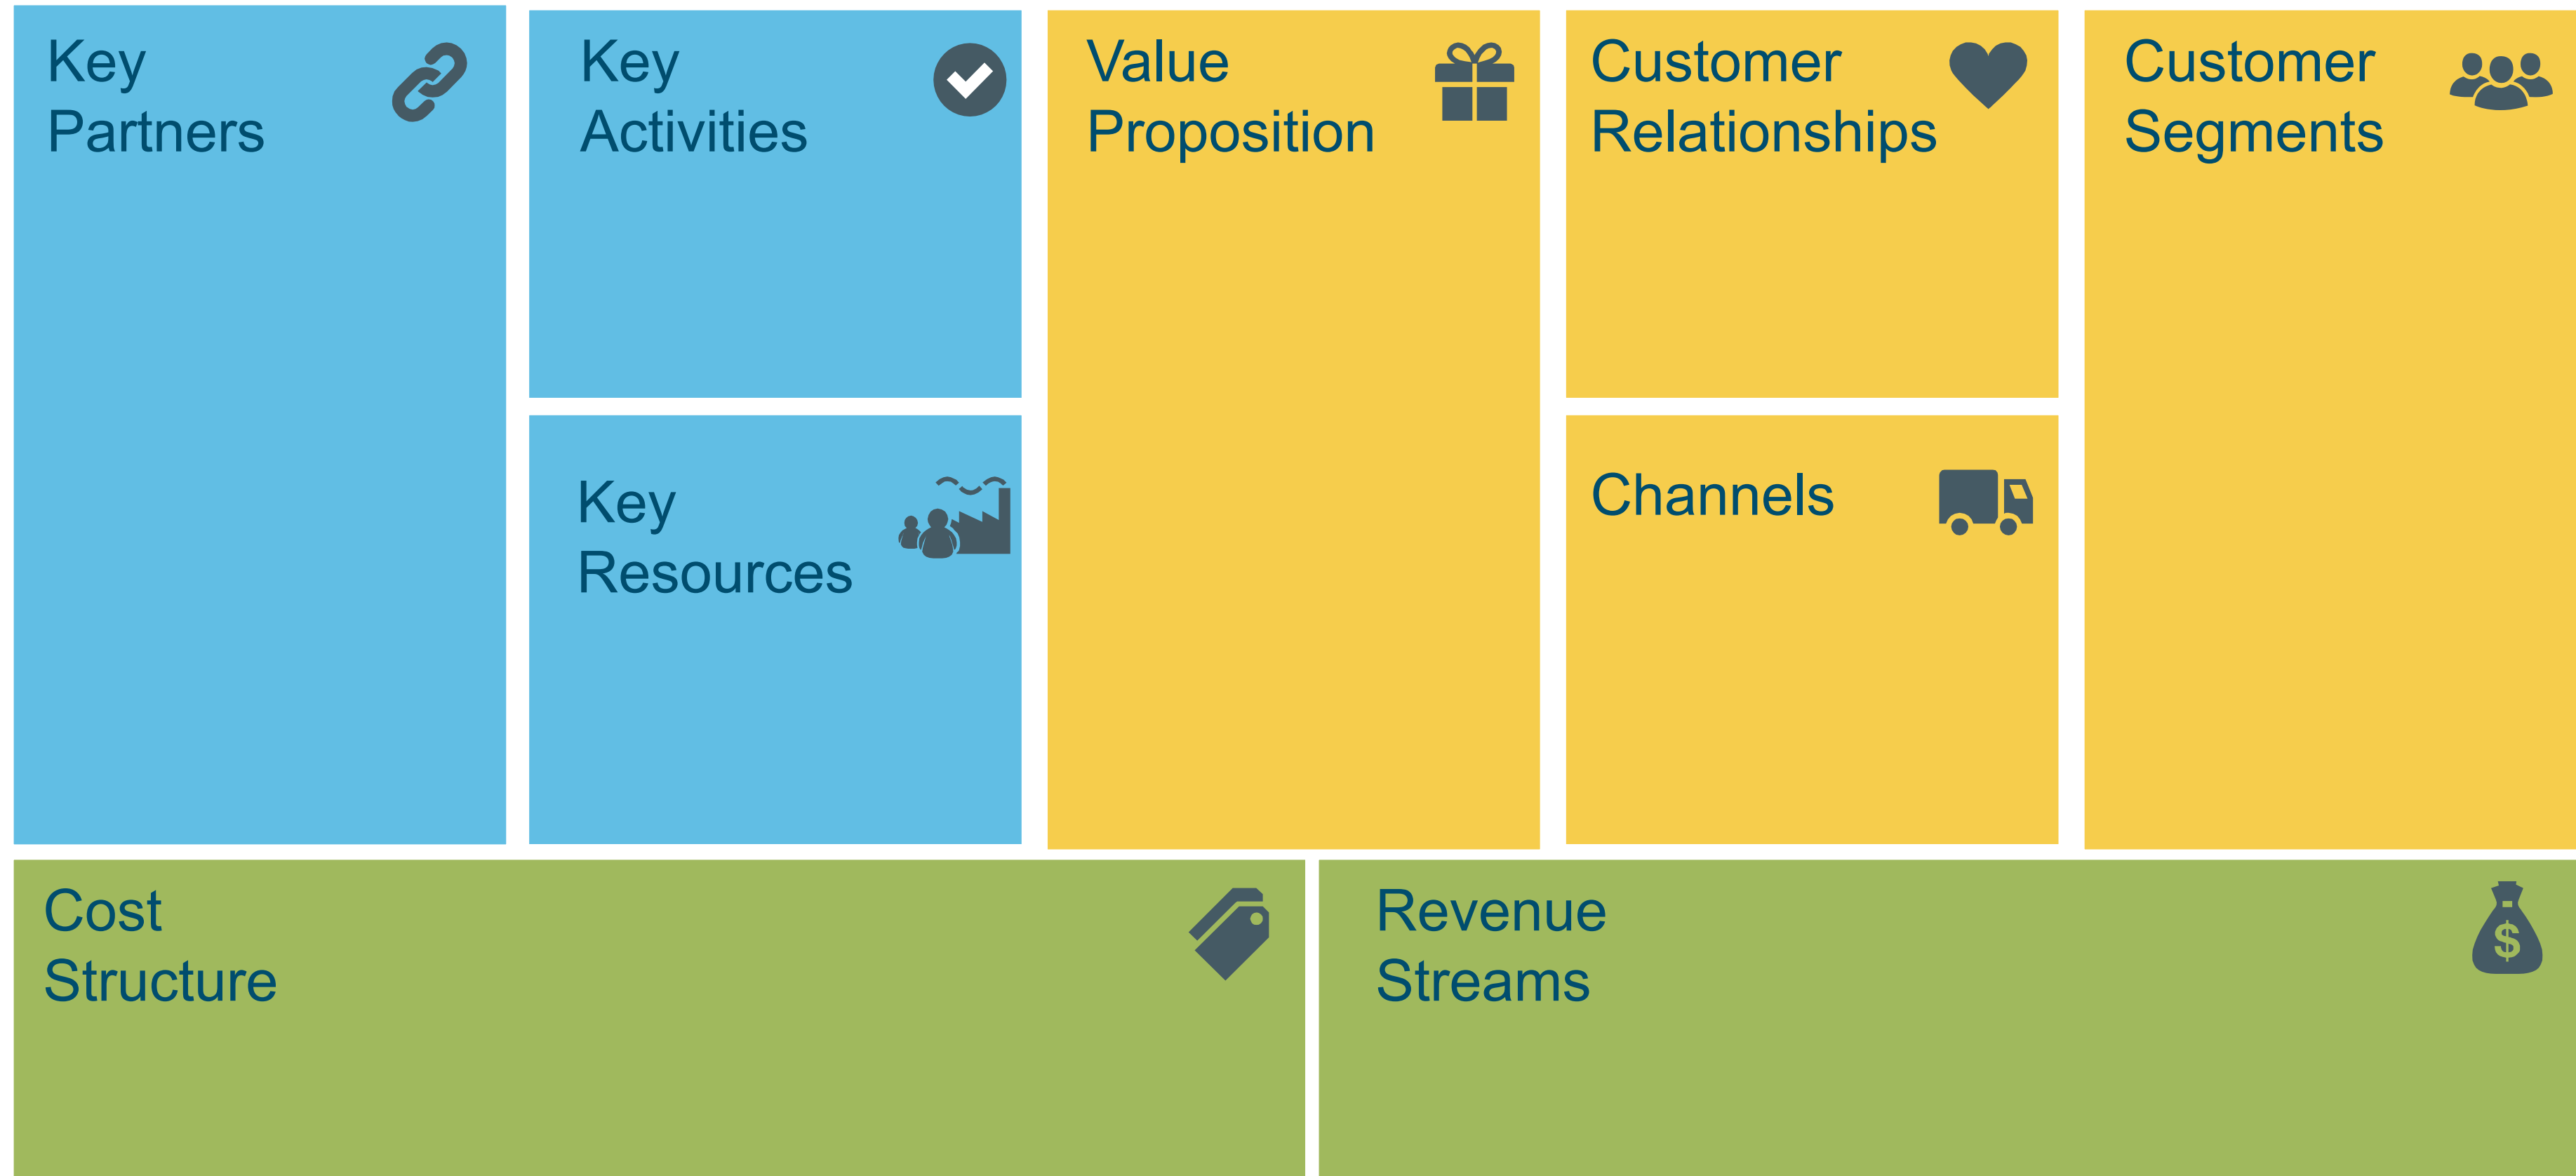 Key
Partners
Key
Activities
Key
Resources
Value
Proposition
Customer
Relationships
Channels
Customer
Segments
Cost
Structure
Revenue
Streams
$